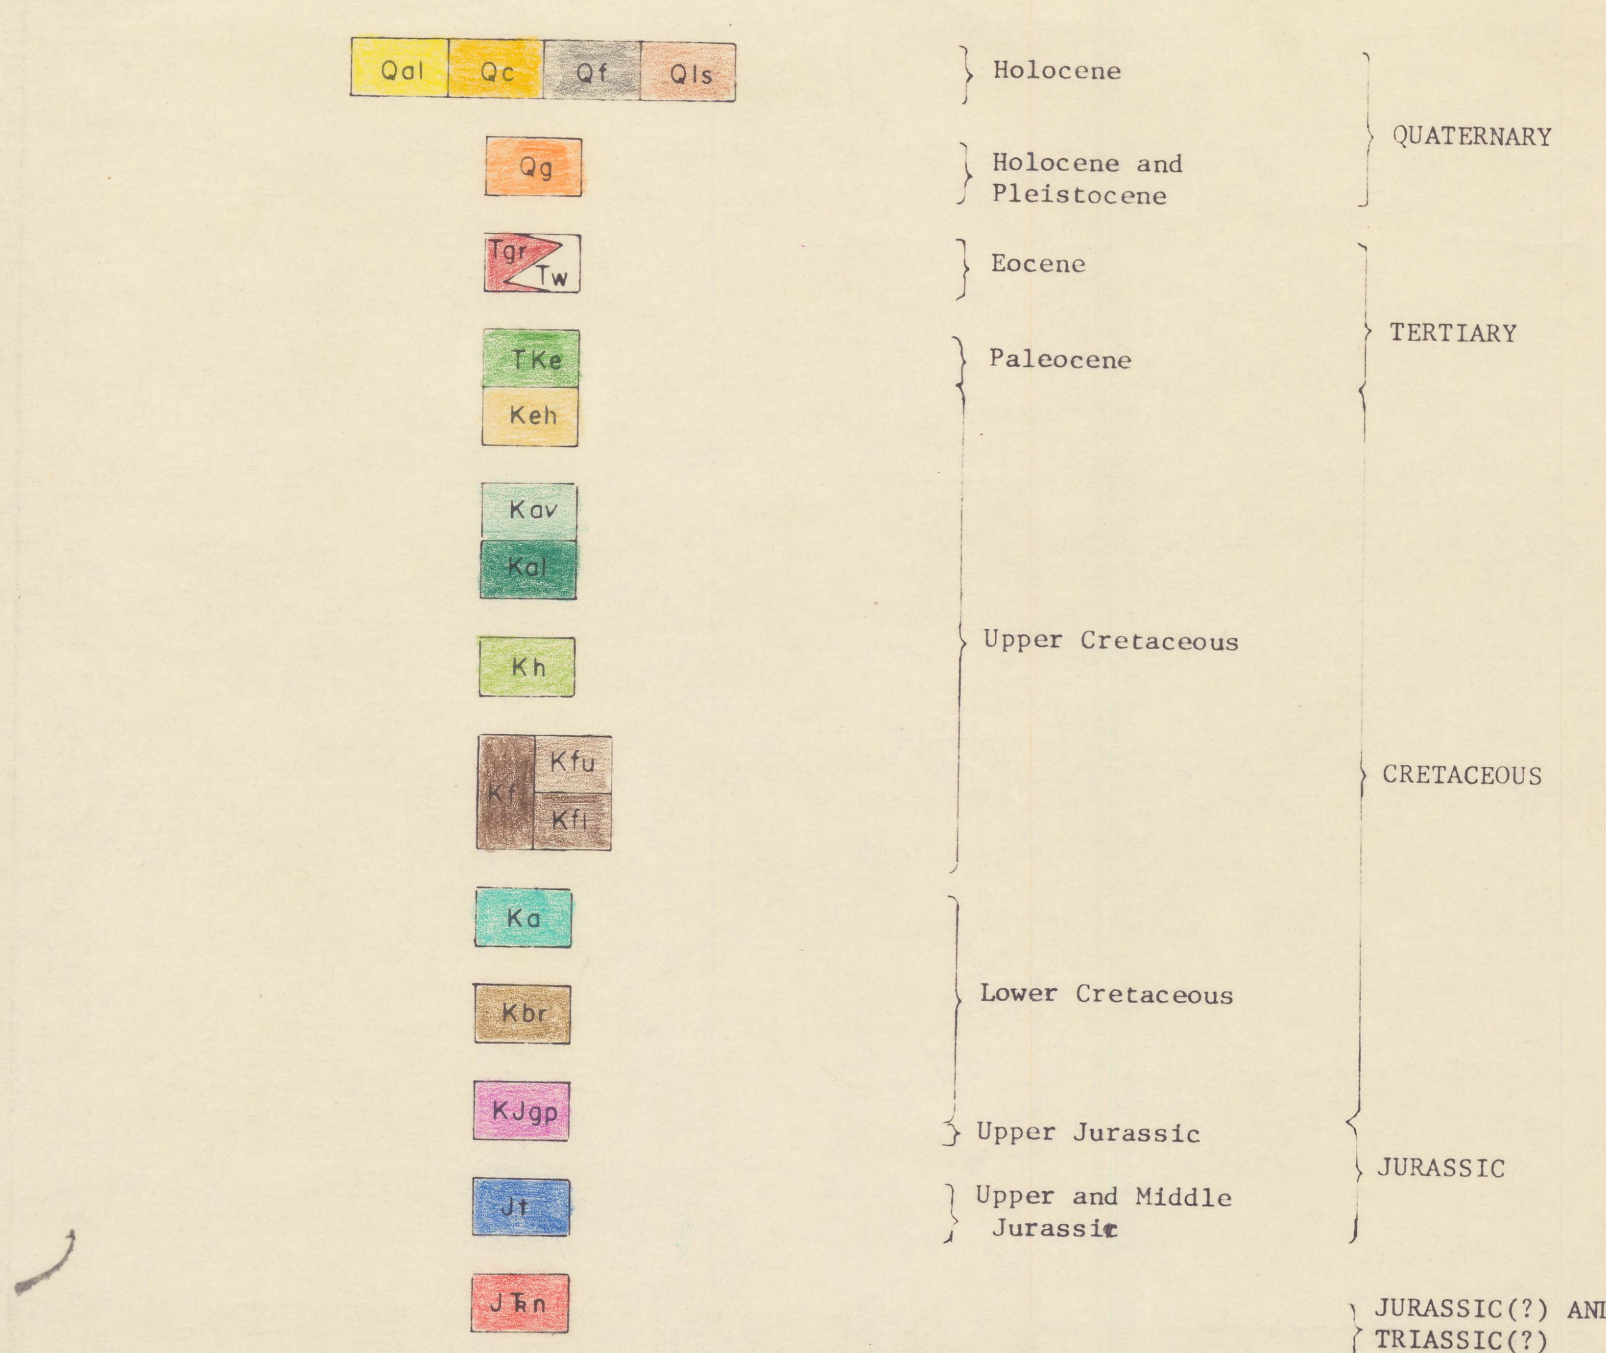 Qal Qc Qf Qls } Holocene
QUATERNARY
Qg } Holocene and
Pleistocene
Tgr
Tw
Eocene
TERTIARY
TKe Paleocene
Keh
Kav
Kal
Upper Cretaceous
Kh
Kf Kfu
Kfl
CRETACEOUS
Ka
Lower Cretaceous
Kbr
KJgp
Upper Jurassic
JURASSIC
Jt Upper and Middle
Jurassic
JTRn JURASSIC(?) AND
TRIASSIC(?)